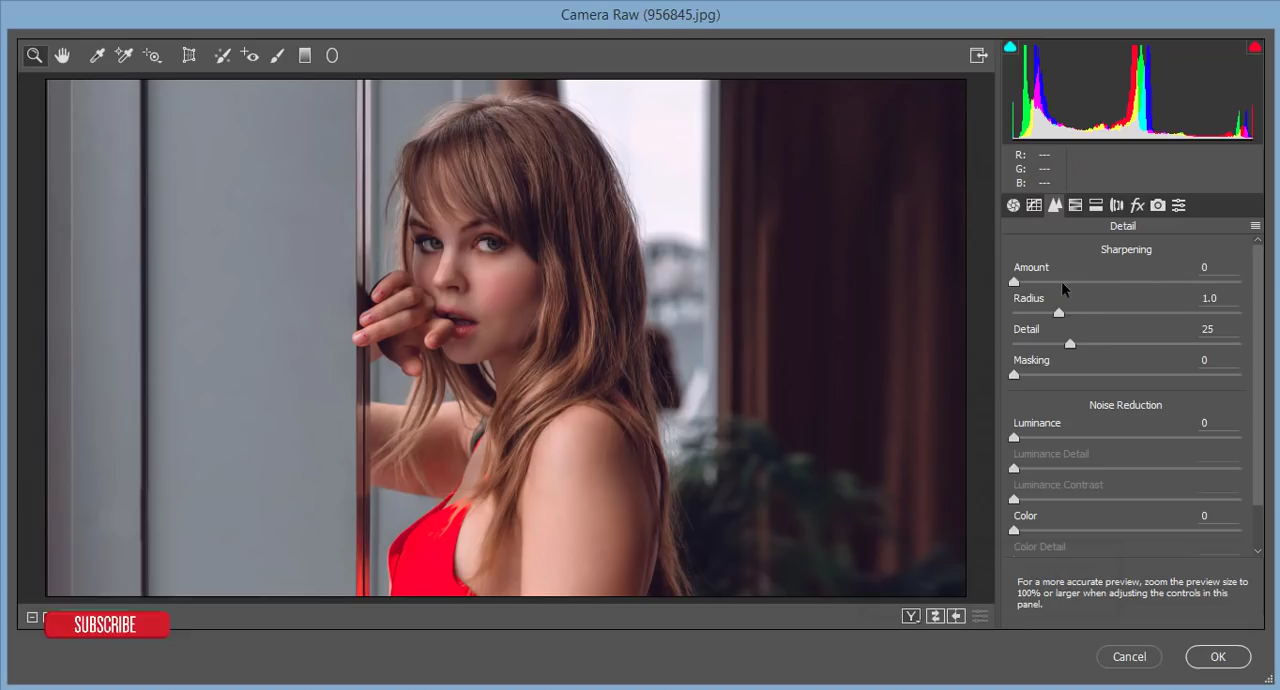 Camera Raw (956845.jpg)
R: ---
G: ---
B: ---
fx
Detail
Sharpening
Amount 0
Radius 1.0
Detail 25
Masking 0
Noise Reduction
Luminance 0
Luminance Detail
Luminance Contrast
Color 0
Color Detail
For a more accurate preview, zoom the preview size to
100% or larger when adjusting the controls in this
panel.
Y
SUBSCRIBE
Cancel OK